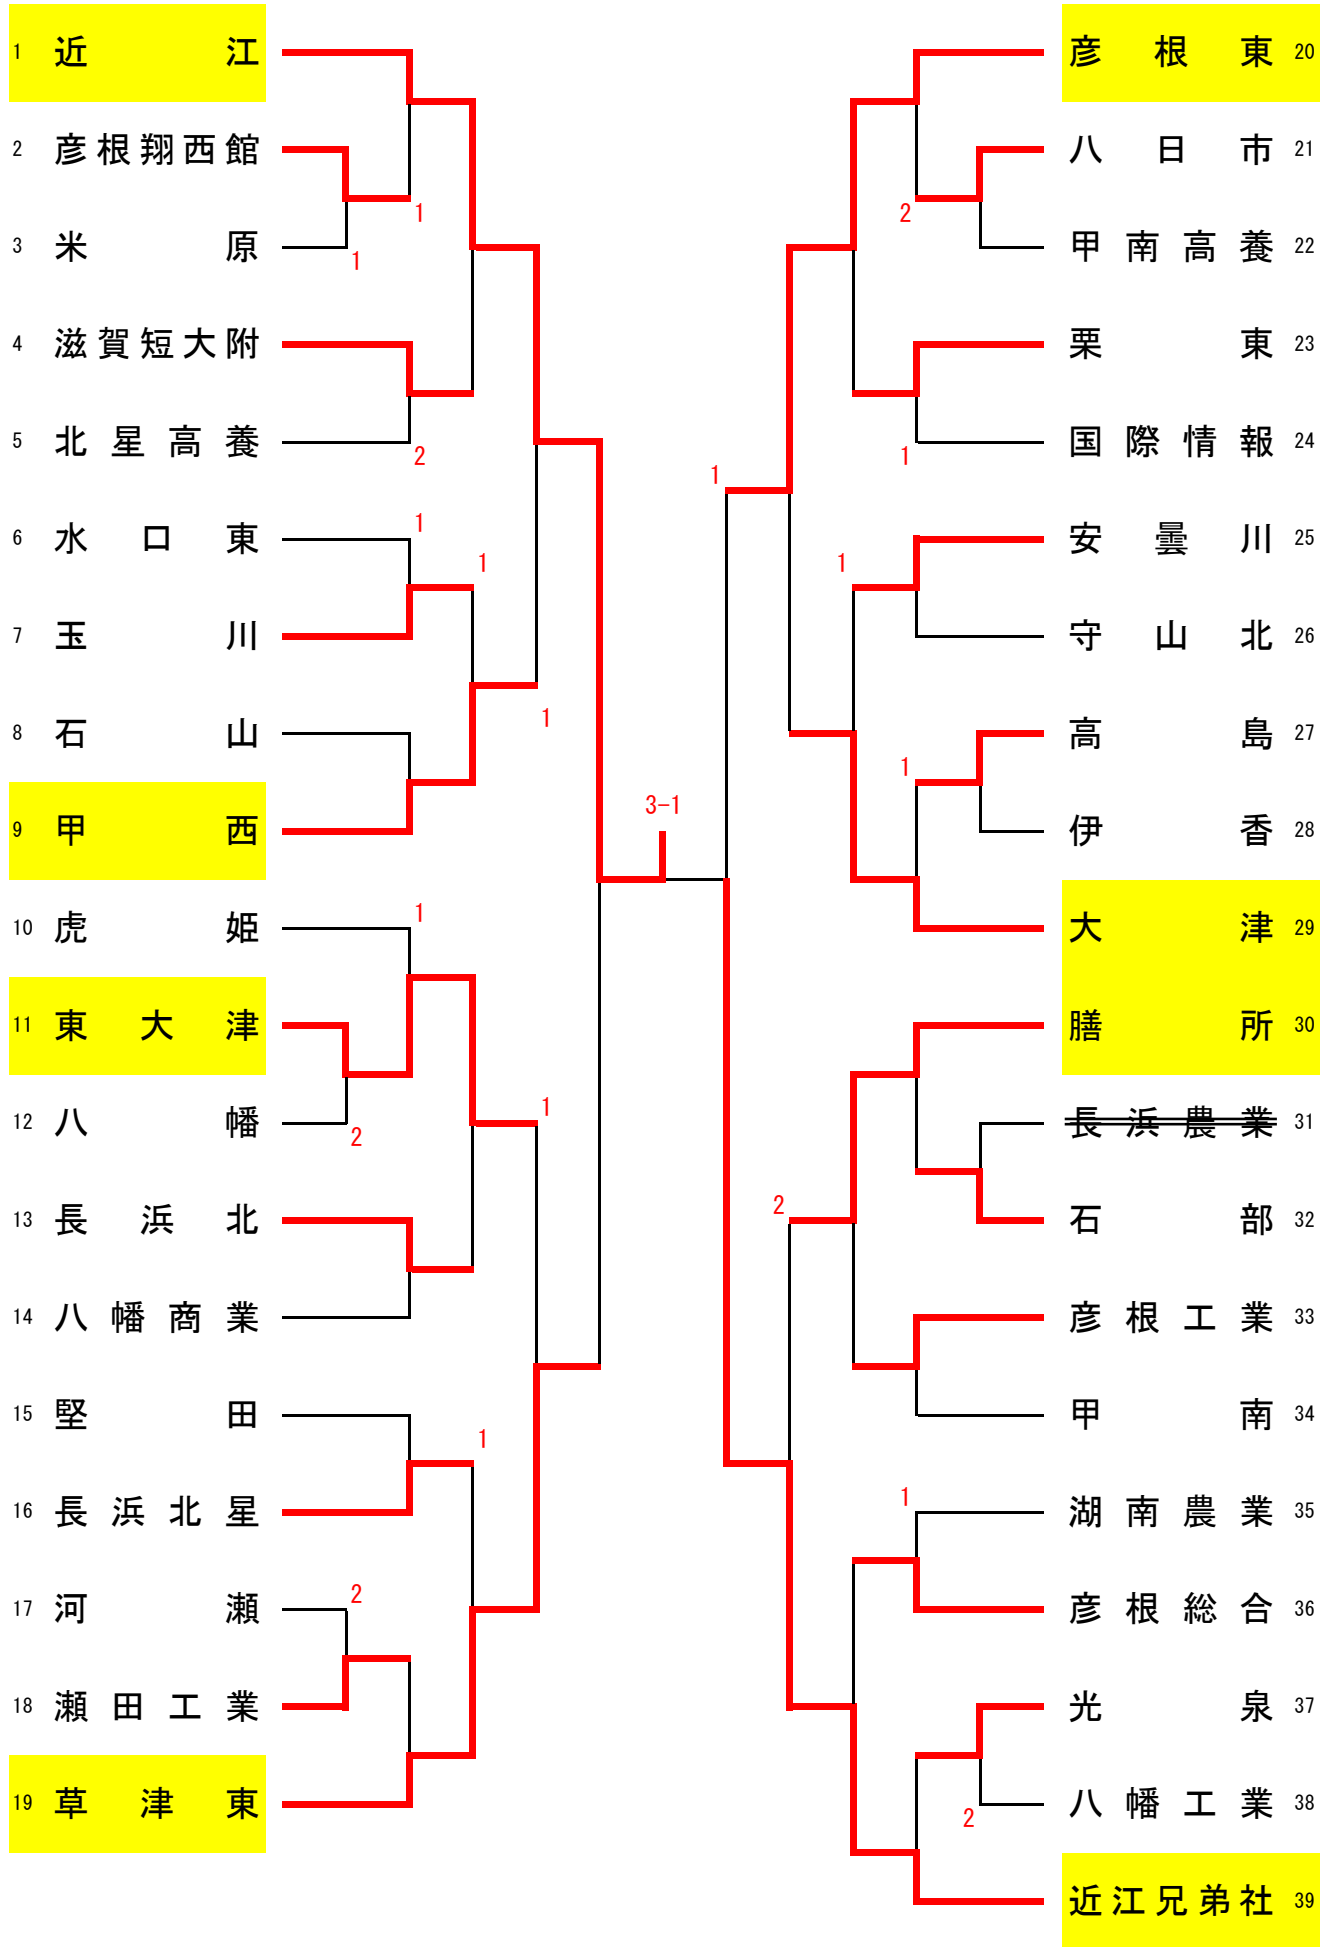 1 近江
2 彦根翔西館
3 米原
4 滋賀短大附
5 北星高養
6 水口東
7 玉川
8 石山
9 甲西
10 虎姫
11 東大津
12 八幡
13 長浜北
14 八幡商業
15 堅田
16 長浜北星
17 河瀬
18 瀬田工業
19 草津東
1
1
2
1
1
1
1
2
1
1
2
3-1
1
2
1
1
1
2
1
2
彦根東 20
八日市 21
甲南高養 22
栗東 23
国際情報 24
安曇川 25
守山北 26
高島 27
伊香 28
大津 29
膳所 30
長浜農業 31
石部 32
彦根工業 33
甲南 34
湖南農業 35
彦根総合 36
光泉 37
八幡工業 38
近江兄弟社 39